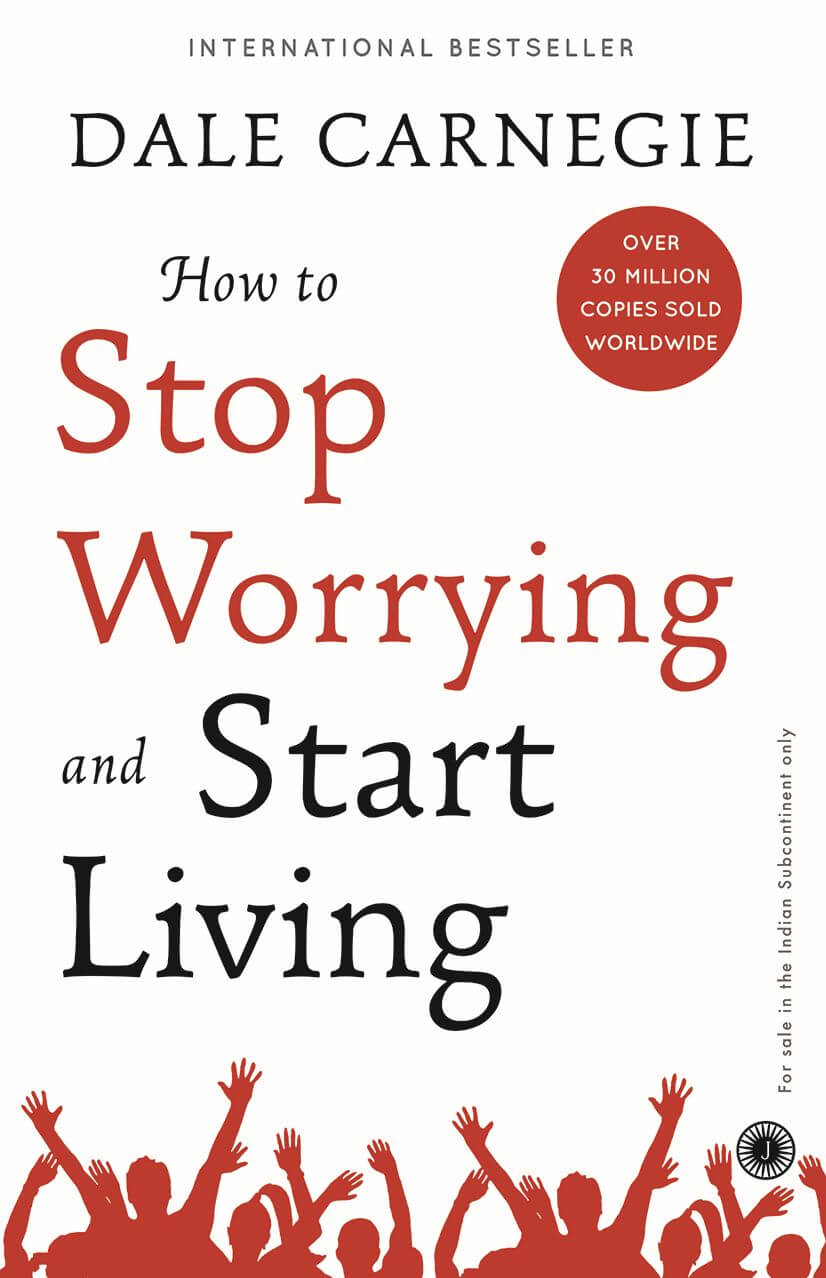 INTERNATIONAL BESTSELLER
DALE CARNEGIE
How to
OVER
30 MILLION
COPIES SOLD
WORLDWIDE
Stop
Worrying
and Start
Living
For sale in the Indian Subcontinent only
J